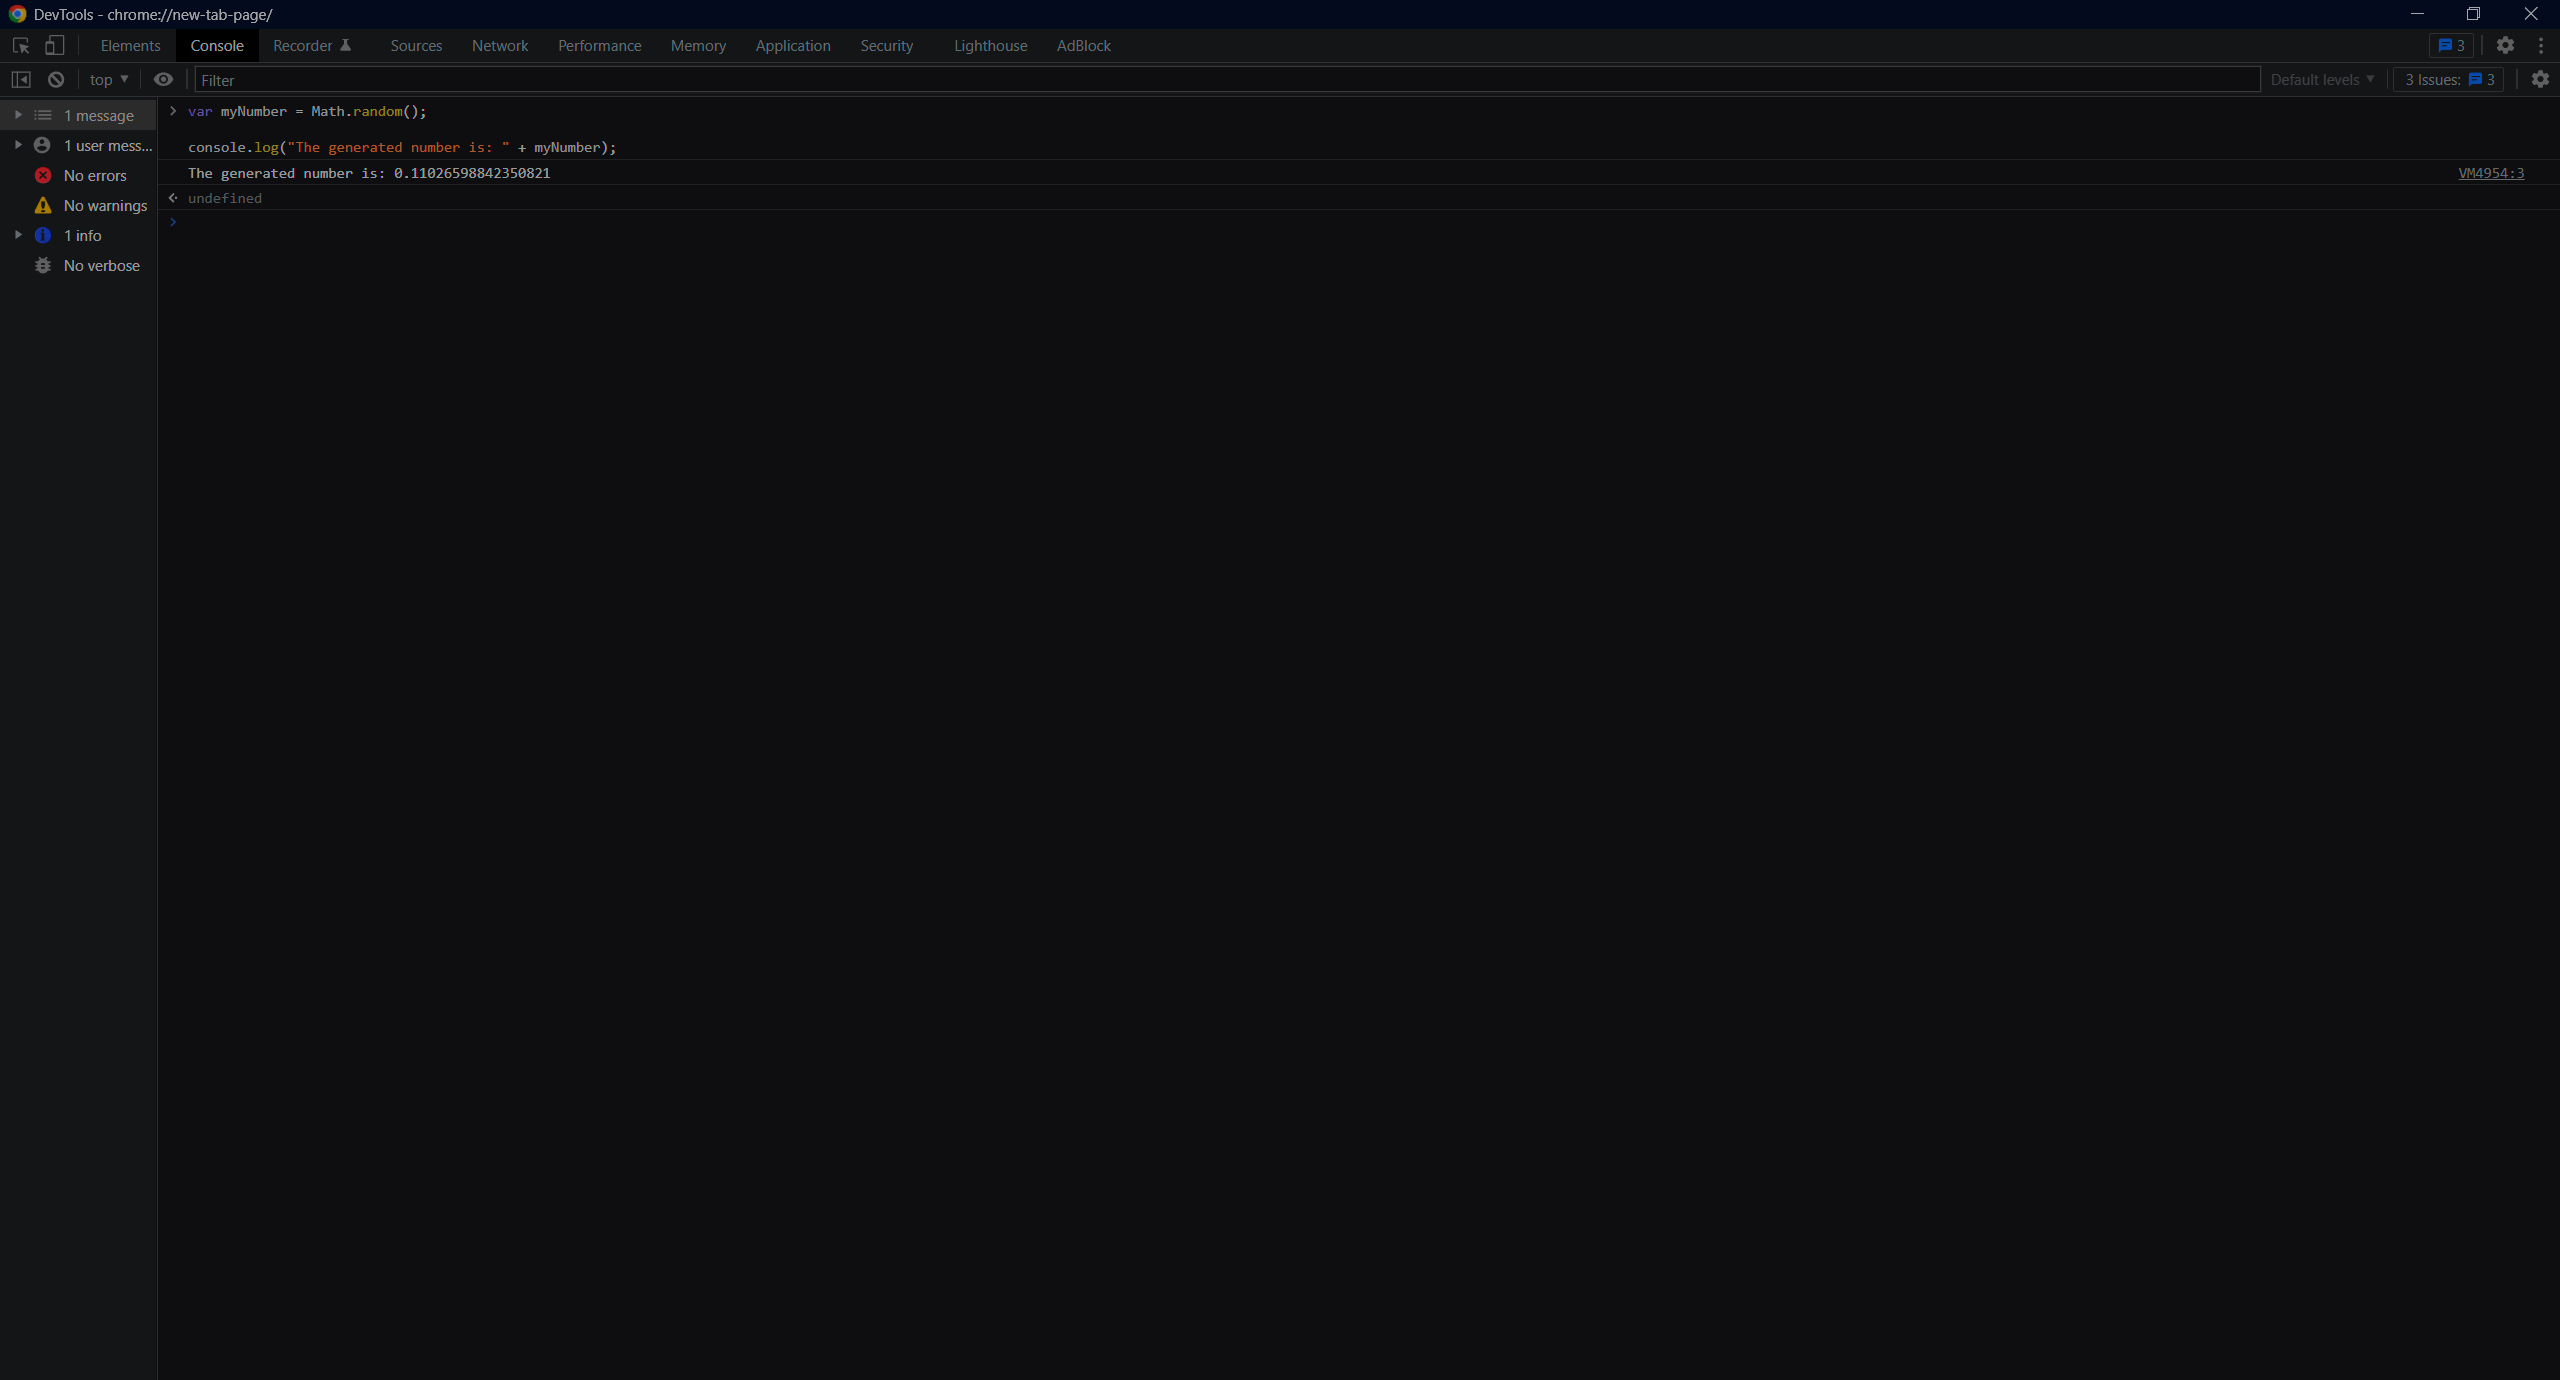 DevTools - chrome://new-tab-page/
Elements Console Recorder Sources Network Performance Memory Application Security Lighthouse AdBlock 3
top Filter Default levels 3 Issues: 3
1 message
1 user mess...
No errors
No warnings
1 info
No verbose
> var myNumber = Math.random();
console.log("The generated number is: " + myNumber);
The generated number is: 0.11026598842350821 VM4954:3
undefined
>